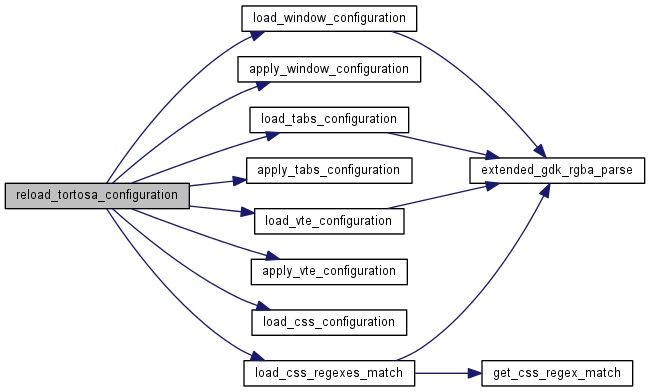 load_window_configuration
apply_window_configuration
load_tabs_configuration
extended_gdk_rgba_parse
apply_tabs_configuration
reload_tortosa_configuration
load_vte_configuration
apply_vte_configuration
load_css_configuration
load_css_regexes_match
get_css_regex_match